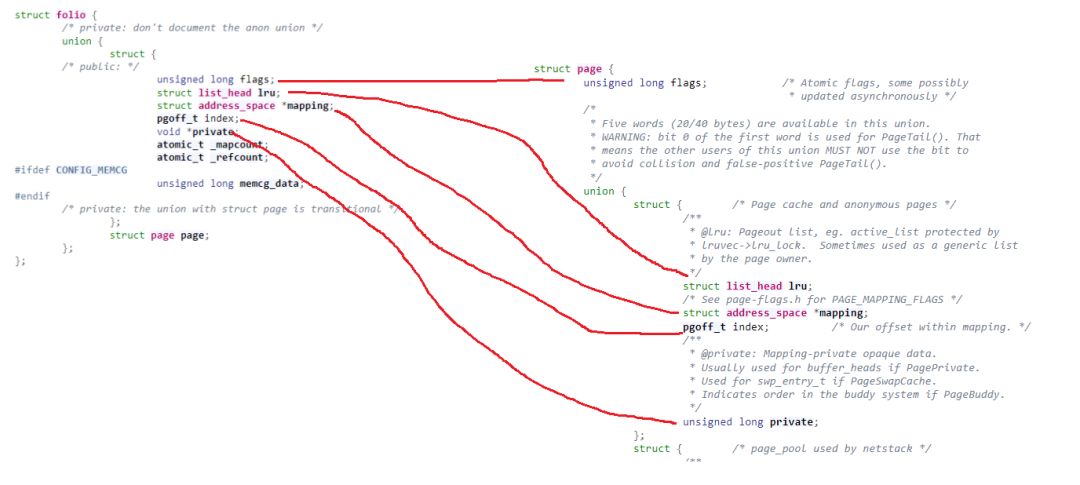 struct folio {
/* private: don't document the anon union */
union {
struct {
/* public: */
unsigned long flags;
struct list_head lru;
struct address_space *mapping;
pgoff_t index;
void *private;
atomic_t _mapcount;
atomic_t _refcount;
#ifdef CONFIG_MEMCG
unsigned long memcg_data;
#endif
/* private: the union with struct page is transitional */
};
struct page page;
};
};
struct page {
unsigned long flags; /* Atomic flags, some possibly
* updated asynchronously */
/*
* Five words (20/40 bytes) are available in this union.
* WARNING: bit 0 of the first word is used for PageTail(). That
* means the other users of this union MUST NOT use the bit to
* avoid collision and false-positive PageTail().
*/
union {
struct { /* Page cache and anonymous pages */
/**
* @lru: Pageout list, eg. active_list protected by
* lruvec->lru_lock. Sometimes used as a generic list
* by the page owner.
*/
struct list_head lru;
/* See page-flags.h for PAGE_MAPPING_FLAGS */
struct address_space *mapping;
pgoff_t index; /* Our offset within mapping. */
/**
* @private: Mapping-private opaque data.
* Usually used for buffer_heads if PagePrivate.
* Used for swp_entry_t if PageSwapCache.
* Indicates order in the buddy system if PageBuddy.
*/
unsigned long private;
};
struct { /* page_pool used by netstack */
/**